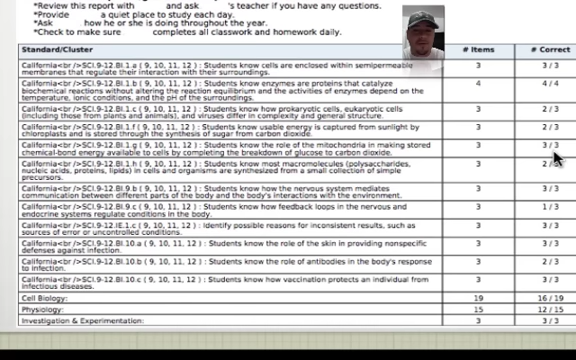 *Review this report with and ask 's teacher if you have any questions.
*Provide a quiet place to study each day.
*Ask how he or she is doing throughout the year.
*Check to make sure completes all classwork and homework daily.
Standard/Cluster # Items # Correct
California<br />SCI.9-12.BI.1.a ( 9, 10, 11, 12 ) : Students know cells are enclosed within semipermeable 3 3 / 3
membranes that regulate their interaction with their surroundings.
California<br />SCI.9-12.BI.1.b ( 9, 10, 11, 12 ) : Students know enzymes are proteins that catalyze 4 4 / 4
biochemical reactions without altering the reaction equilibrium and the activities of enzymes depend on the
temperature, ionic conditions, and the pH of the surroundings.
California<br />SCI.9-12.BI.1.c ( 9, 10, 11, 12 ) : Students know how prokaryotic cells, eukaryotic cells 3 2 / 3
(including those from plants and animals), and viruses differ in complexity and general structure.
California<br />SCI.9-12.BI.1.f ( 9, 10, 11, 12 ) : Students know usable energy is captured from sunlight by 3 2 / 3
chloroplasts and is stored through the synthesis of sugar from carbon dioxide.
California<br />SCI.9-12.BI.1.g ( 9, 10, 11, 12 ) : Students know the role of the mitochondria in making stored 3 3 / 3
chemical-bond energy available to cells by completing the breakdown of glucose to carbon dioxide.
California<br />SCI.9-12.BI.1.h ( 9, 10, 11, 12 ) : Students know most macromolecules (polysaccharides, 3 2 /
nucleic acids, proteins, lipids) in cells and organisms are synthesized from a small collection of simple
precursors.
California<br />SCI.9-12.BI.9.b ( 9, 10, 11, 12 ) : Students know how the nervous system mediates 3 3 / 3
communication between different parts of the body and the body's interactions with the environment.
California<br />SCI.9-12.BI.9.c ( 9, 10, 11, 12 ) : Students know how feedback loops in the nervous and 3 1 / 3
endocrine systems regulate conditions in the body.
California<br />SCI.9-12.IE.1.c ( 9, 10, 11, 12 ) : Identify possible reasons for inconsistent results, such as 3 3 / 3
sources of error or uncontrolled conditions.
California<br />SCI.9-12.BI.10.a ( 9, 10, 11, 12 ) : Students know the role of the skin in providing nonspecific 3 3 / 3
defenses against infection.
California<br />SCI.9-12.BI.10.b ( 9, 10, 11, 12 ) : Students know the role of antibodies in the body's response 3 2 / 3
to infection.
California<br />SCI.9-12.BI.10.c ( 9, 10, 11, 12 ) : Students know how vaccination protects an individual from 3 3 / 3
infectious diseases.
Cell Biology: 19 16 / 19
Physiology: 15 12 / 15
Investigation & Experimentation: 3 3 / 3